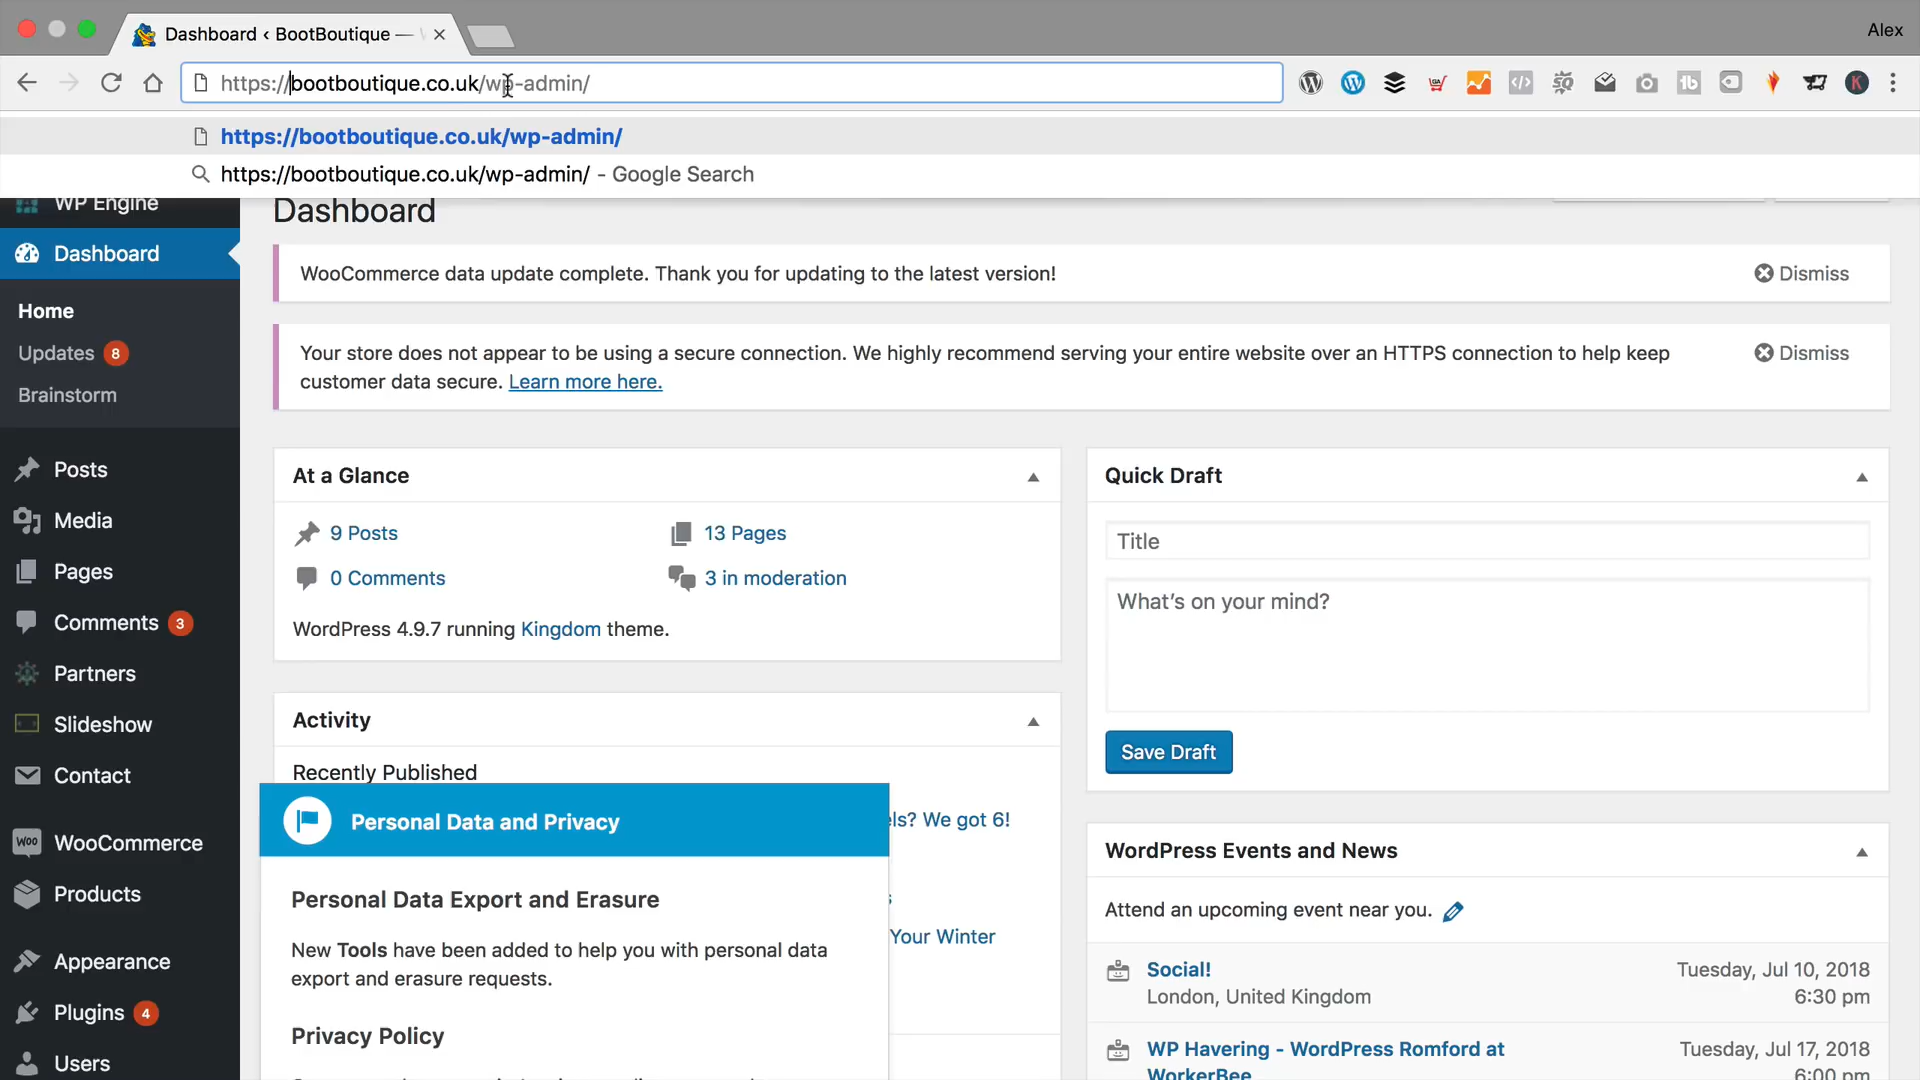 Dashboard ‹ BootBoutique —
Alex
https://bootboutique.co.uk/wp-admin/
https://bootboutique.co.uk/wp-admin/
https://bootboutique.co.uk/wp-admin/ - Google Search
WP Engine
Dashboard
Home
Updates 8
Brainstorm
Posts
Media
Pages
Comments 3
Partners
Slideshow
Contact
WooCommerce
Products
Appearance
Plugins 4
Users
Dashboard
WooCommerce data update complete. Thank you for updating to the latest version!
Dismiss
Your store does not appear to be using a secure connection. We highly recommend serving your entire website over an HTTPS connection to help keep
customer data secure. Learn more here.
Dismiss
At a Glance
9 Posts
13 Pages
0 Comments
3 in moderation
WordPress 4.9.7 running Kingdom theme.
Activity
Recently Published
We got 6!
Your Winter
Personal Data and Privacy
Personal Data Export and Erasure
New Tools have been added to help you with personal data
export and erasure requests.
Privacy Policy
Quick Draft
Title
What's on your mind?
Save Draft
WordPress Events and News
Attend an upcoming event near you.
Social!
London, United Kingdom
Tuesday, Jul 10, 2018
6:30 pm
WP Havering - WordPress Romford at
WorkerBee
Tuesday, Jul 17, 2018
6:00 pm